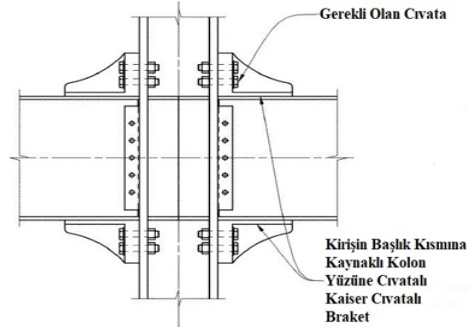 Gerekli Olan Cıvata
Kirişin Başlık Kısmına
Kaynaklı Kolon
Yüzüne Cıvatalı
Kaiser Cıvatalı
Braket